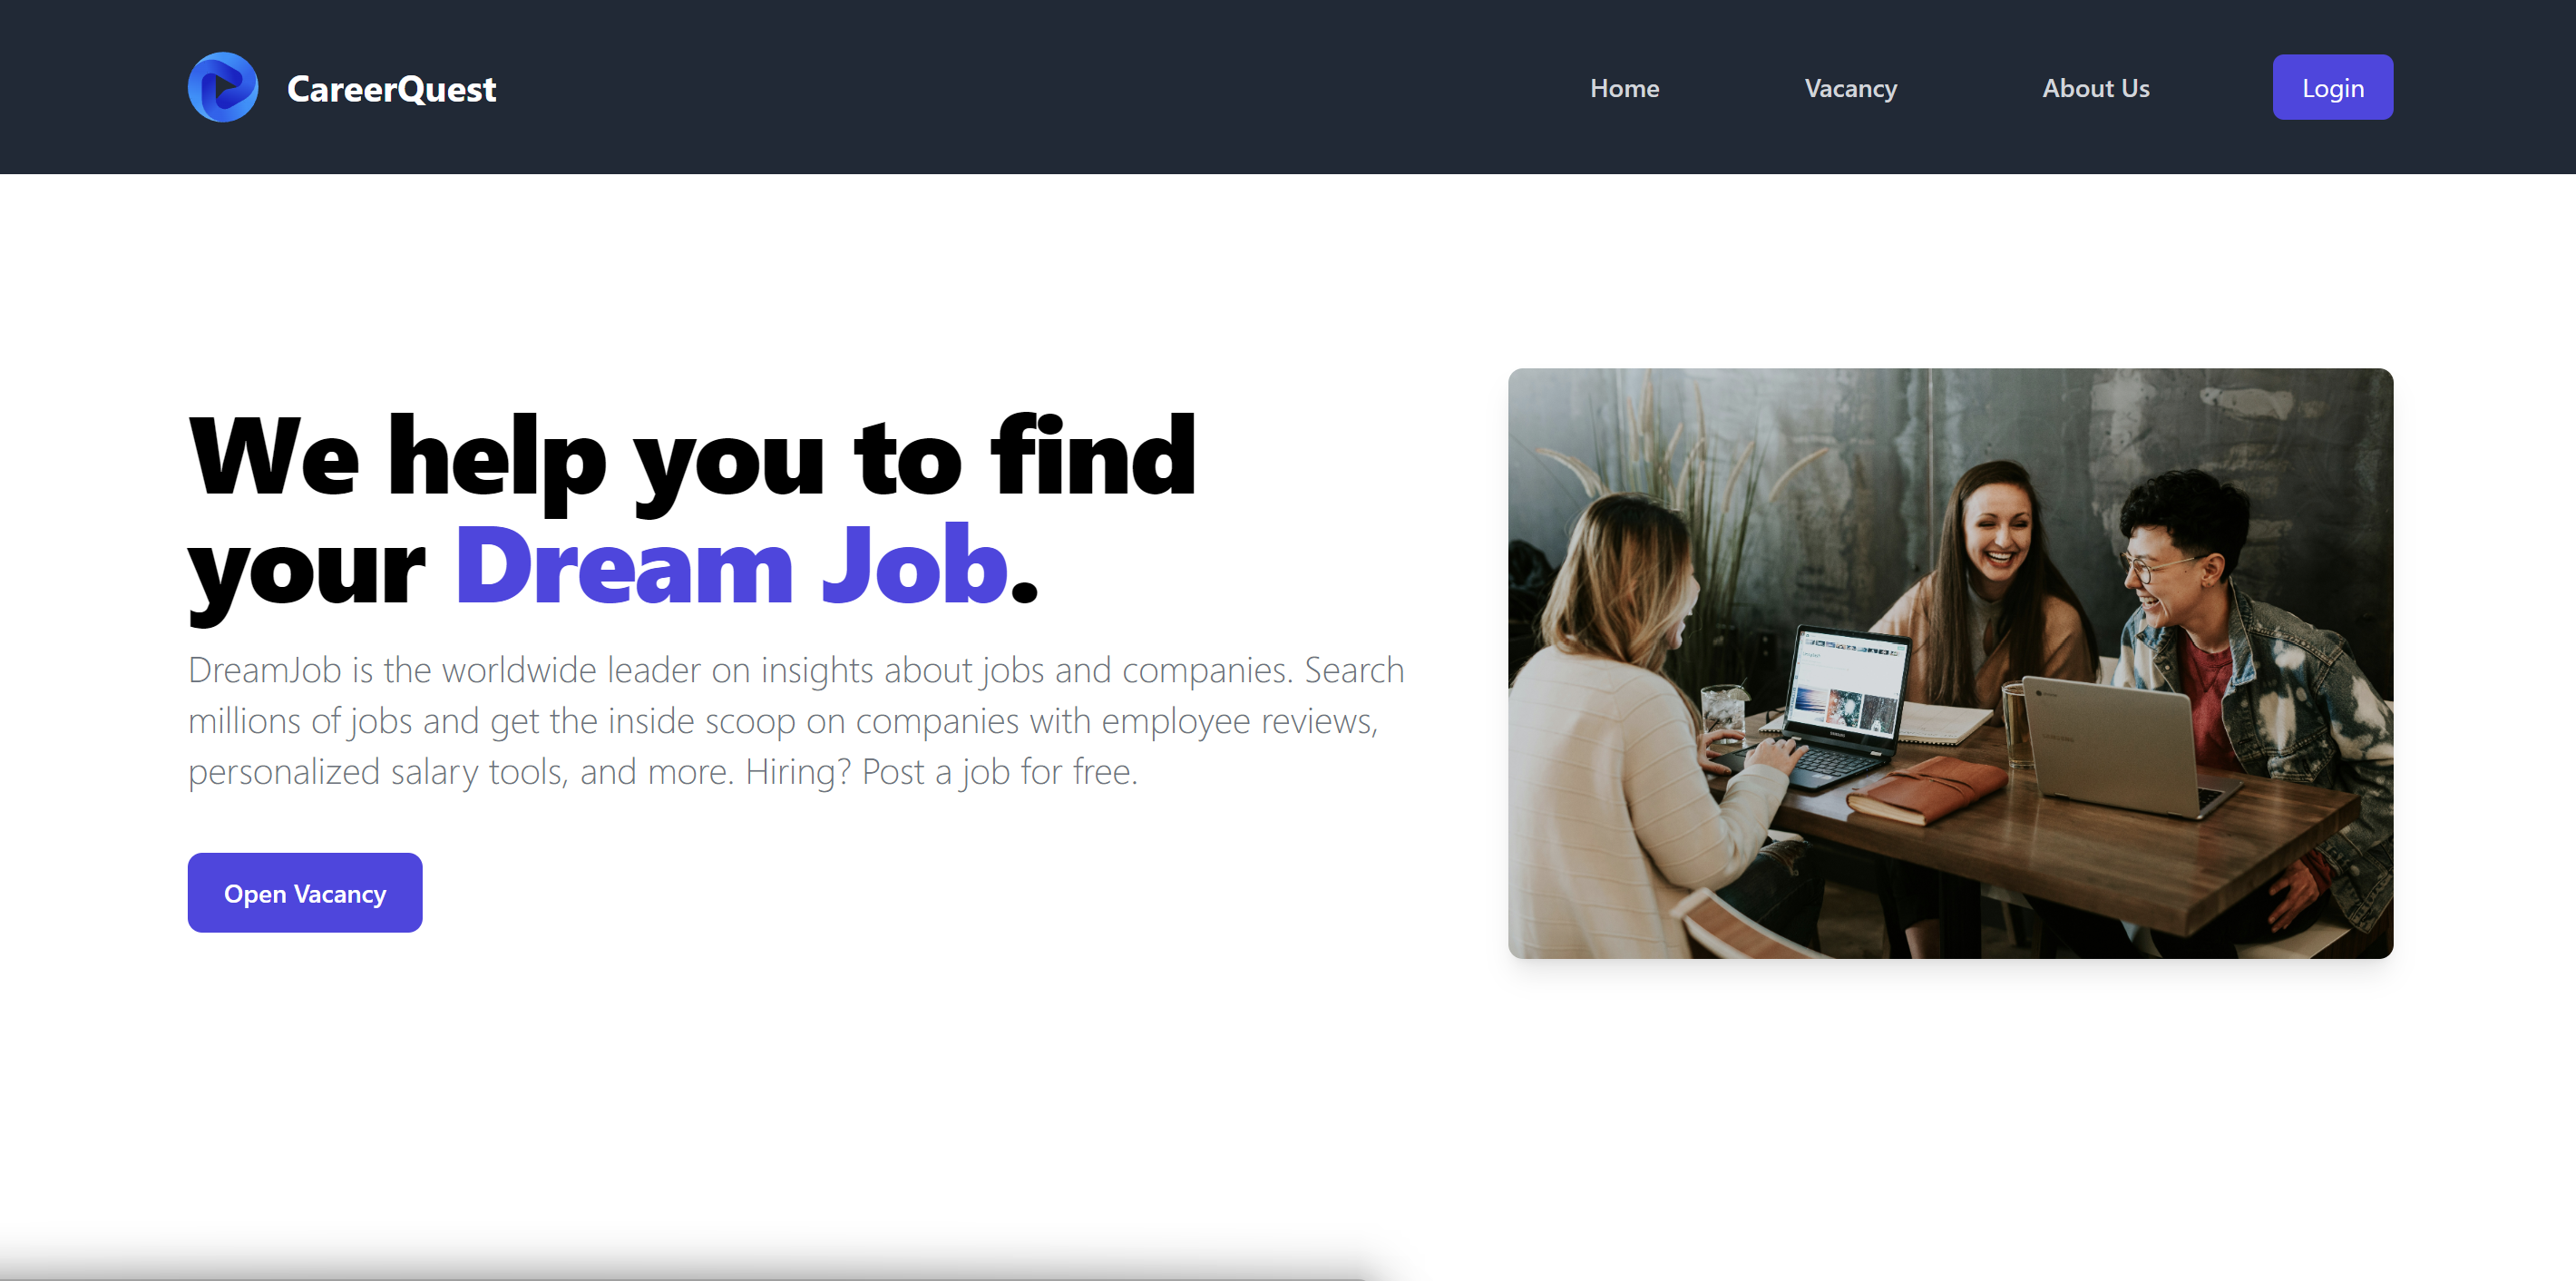 CareerQuest
Home
Vacancy
About Us
Login
We help you to find
your Dream Job.
DreamJob is the worldwide leader on insights about jobs and companies. Search
millions of jobs and get the inside scoop on companies with employee reviews,
personalized salary tools, and more. Hiring? Post a job for free.
Open Vacancy